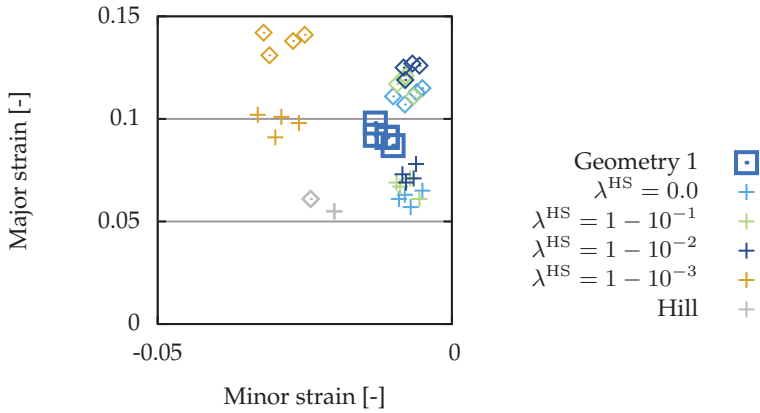 0.15
0.1
0.05
0
-0.05
0
Major strain [-]
Minor strain [-]
Geometry 1
λ^HS = 0.0
λ^HS = 1 − 10^−1
λ^HS = 1 − 10^−2
λ^HS = 1 − 10^−3
Hill